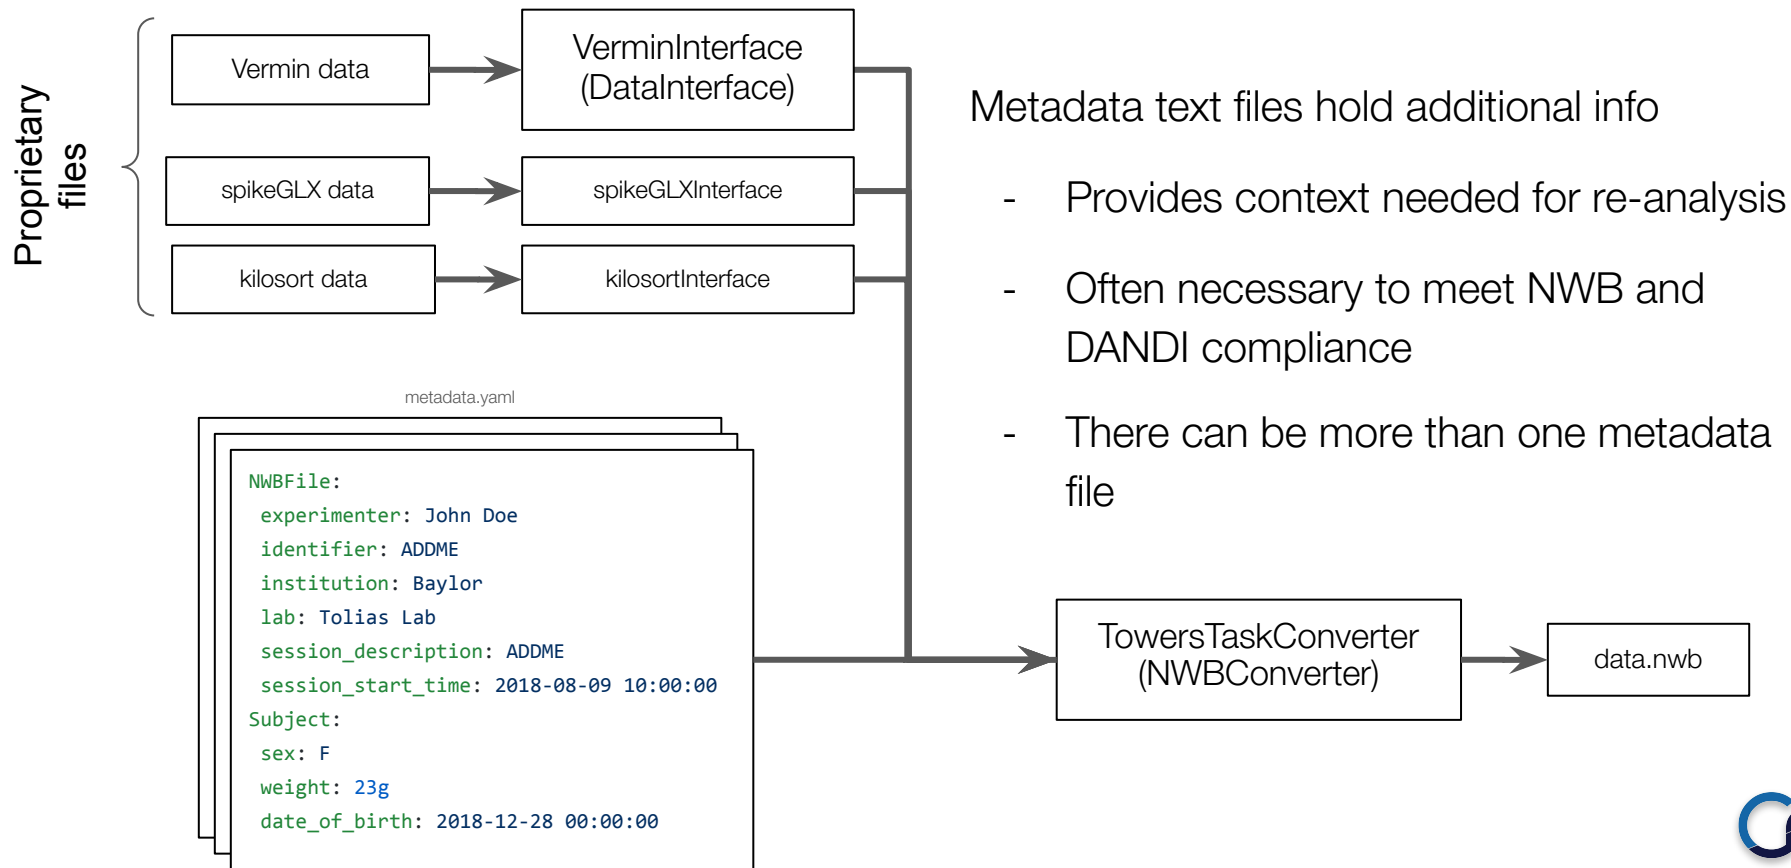 Proprietary
files
Vermin data
VerminInterface
(DataInterface)
spikeGLX data
spikeGLXInterface
kilosort data
kilosortInterface
Metadata text files hold additional info
- Provides context needed for re-analysis
- Often necessary to meet NWB and
DANDI compliance
- There can be more than one metadata
file
metadata.yaml
NWBFile:
experimenter: John Doe
identifier: ADDME
institution: Baylor
lab: Tolias Lab
session_description: ADDME
session_start_time: 2018-08-09 10:00:00
Subject:
sex: F
weight: 23g
date_of_birth: 2018-12-28 00:00:00
TowersTaskConverter
(NWBConverter)
data.nwb